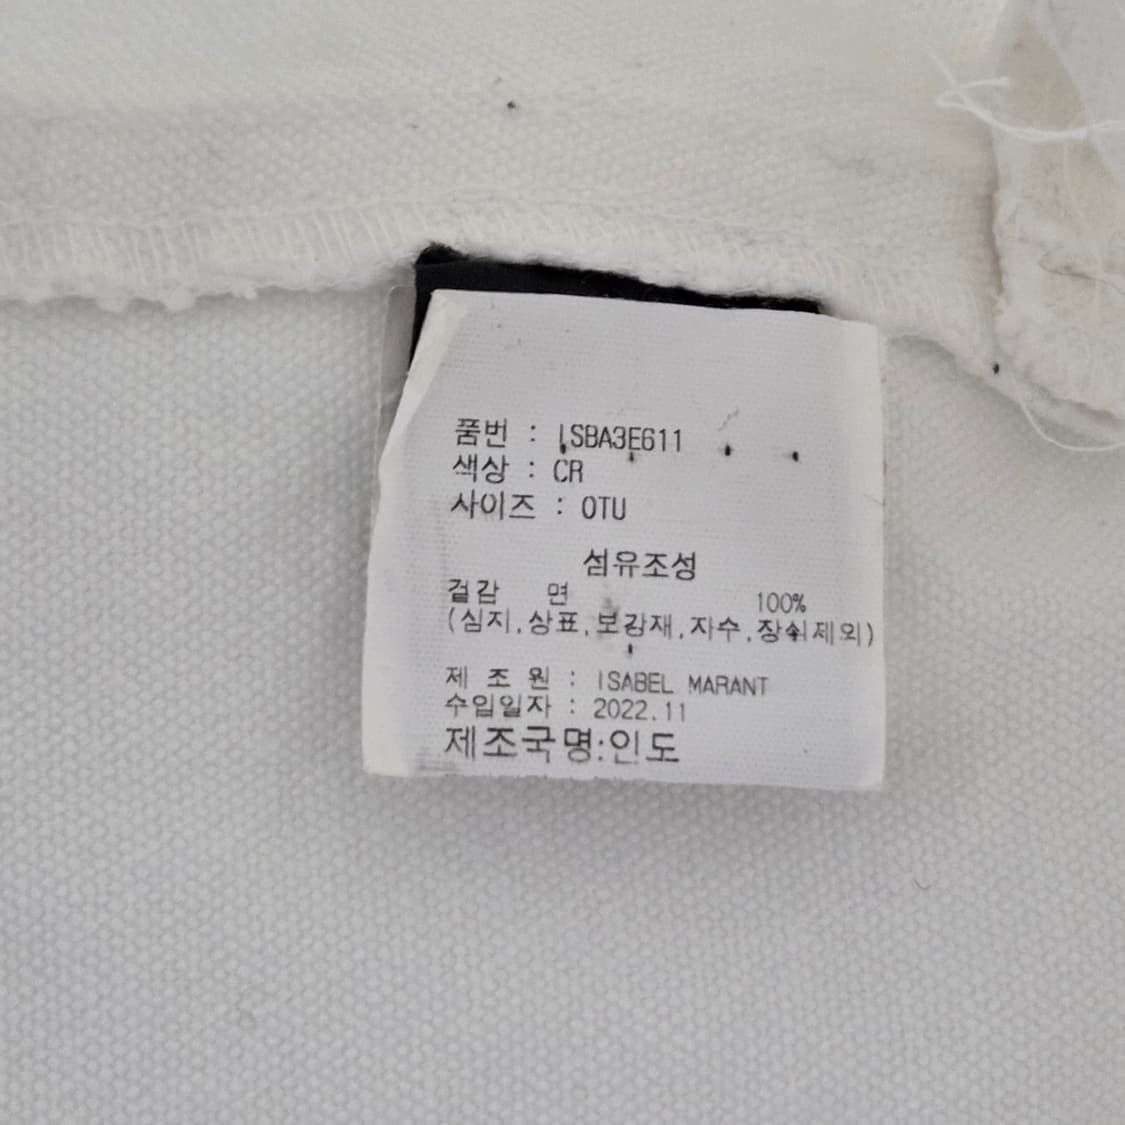 품번 : ISBA3E611
색상 : CR
사이즈 : OTU
섬유조성
겉감 면 100%
(심지,상표,보강재,자수,장식제외)
제 조 원 : ISABEL MARANT
수입일자 : 2022.11
제조국명:인도